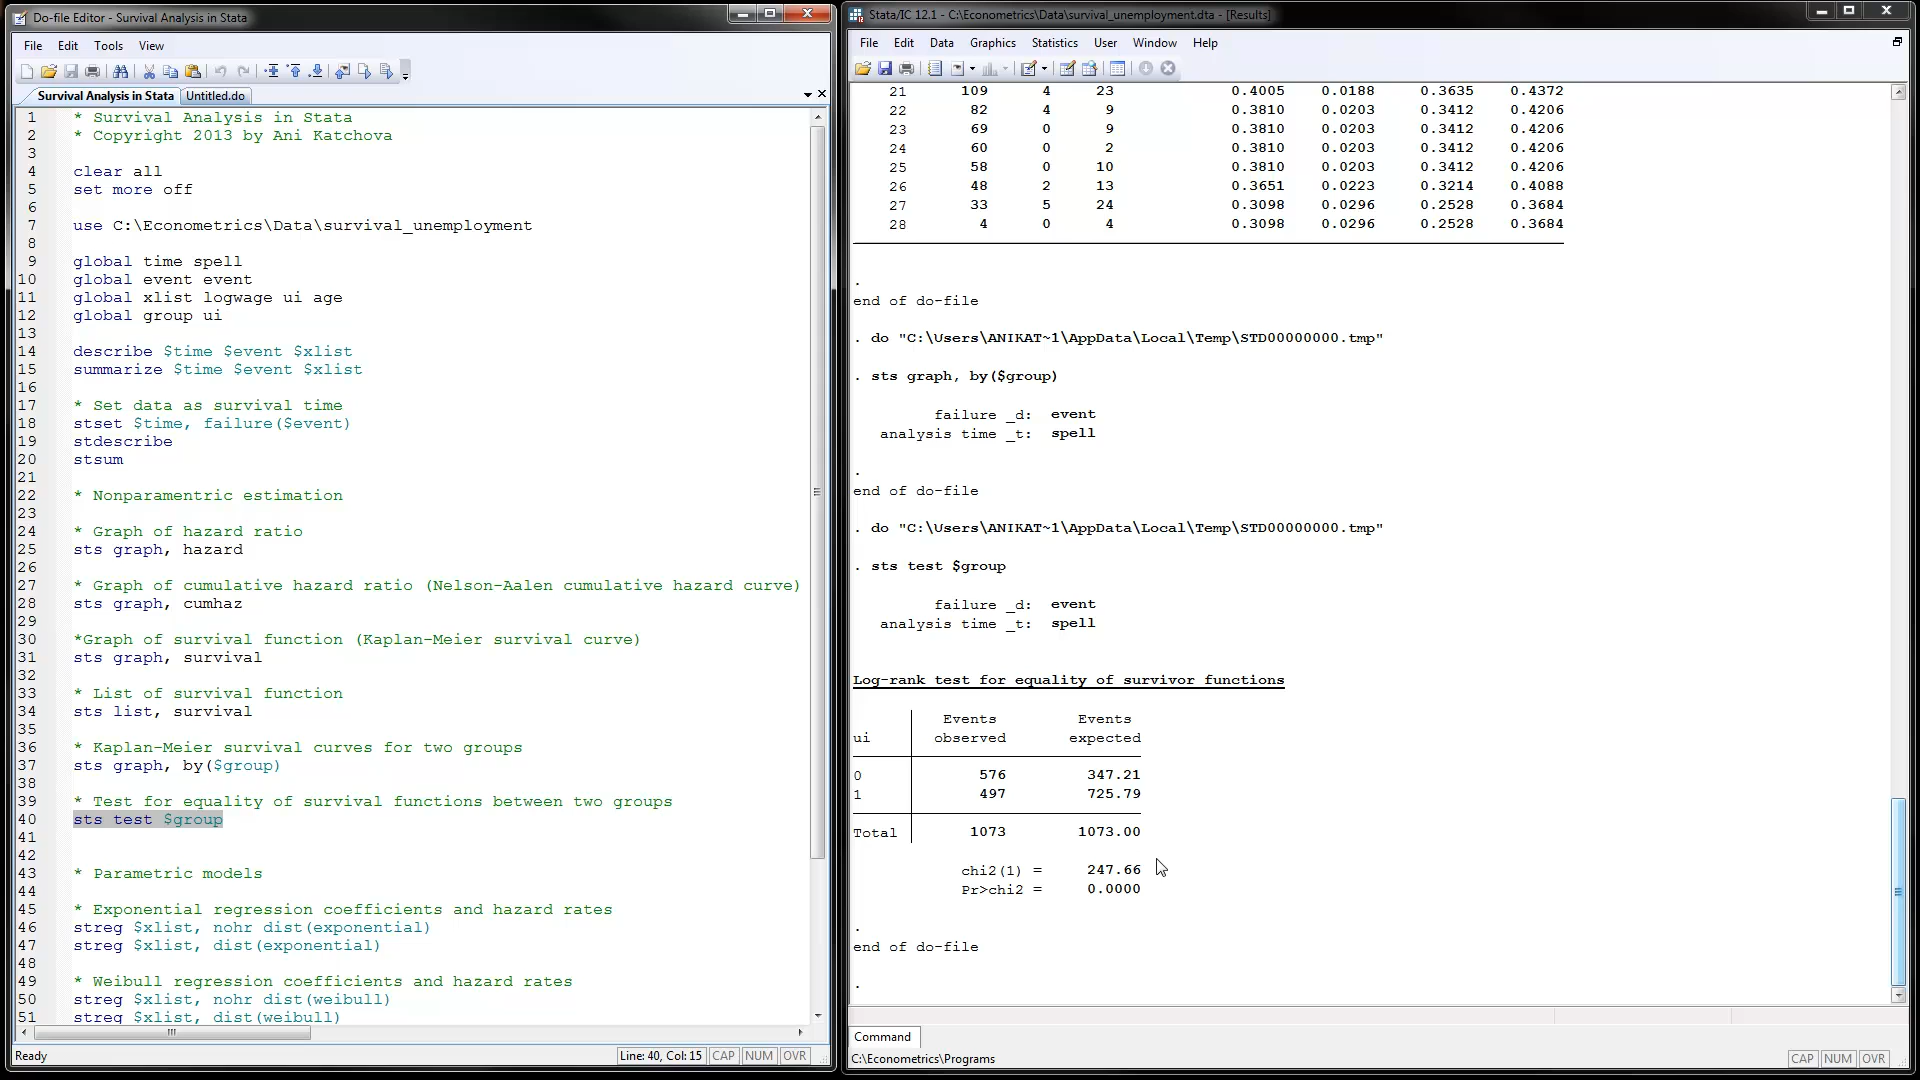 Do-file Editor - Survival Analysis in Stata
File Edit Tools View
Survival Analysis in Stata Untitled.do
1 * Survival Analysis in Stata
2 * Copyright 2013 by Ani Katchova
3
4 clear all
5 set more off
6
7 use C:\Econometrics\Data\survival_unemployment
8
9 global time spell
10 global event event
11 global xlist logwage ui age
12 global group ui
13
14 describe $time $event $xlist
15 summarize $time $event $xlist
16
17 * Set data as survival time
18 stset $time, failure($event)
19 stdescribe
20 stsum
21
22 * Nonparamentric estimation
23
24 * Graph of hazard ratio
25 sts graph, hazard
26
27 * Graph of cumulative hazard ratio (Nelson-Aalen cumulative hazard curve)
28 sts graph, cumhaz
29
30 *Graph of survival function (Kaplan-Meier survival curve)
31 sts graph, survival
32
33 * List of survival function
34 sts list, survival
35
36 * Kaplan-Meier survival curves for two groups
37 sts graph, by($group)
38
39 * Test for equality of survival functions between two groups
40 sts test $group
41
42
43 * Parametric models
44
45 * Exponential regression coefficients and hazard rates
46 streg $xlist, nohr dist(exponential)
47 streg $xlist, dist(exponential)
48
49 * Weibull regression coefficients and hazard rates
50 streg $xlist, nohr dist(weibull)
51 streg $xlist, dist(weibull)
Ready Line: 40, Col: 15 CAP NUM OVR
Stata/IC 12.1 - C:\Econometrics\Data\survival_unemployment.dta - [Results]
File Edit Data Graphics Statistics User Window Help
21 109 4 23 0.4005 0.0188 0.3635 0.4372
22 82 4 9 0.3810 0.0203 0.3412 0.4206
23 69 0 9 0.3810 0.0203 0.3412 0.4206
24 60 0 2 0.3810 0.0203 0.3412 0.4206
25 58 0 10 0.3810 0.0203 0.3412 0.4206
26 48 2 13 0.3651 0.0223 0.3214 0.4088
27 33 5 24 0.3098 0.0296 0.2528 0.3684
28 4 0 4 0.3098 0.0296 0.2528 0.3684
.
end of do-file
. do "C:\Users\ANIKAT~1\AppData\Local\Temp\STD00000000.tmp"
. sts graph, by($group)
failure _d: event
analysis time _t: spell
.
end of do-file
. do "C:\Users\ANIKAT~1\AppData\Local\Temp\STD00000000.tmp"
. sts test $group
failure _d: event
analysis time _t: spell
Log-rank test for equality of survivor functions
Events Events
ui observed expected
0 576 347.21
1 497 725.79
Total 1073 1073.00
chi2(1) = 247.66
Pr>chi2 = 0.0000
.
end of do-file
.
Command
C:\Econometrics\Programs CAP NUM OVR